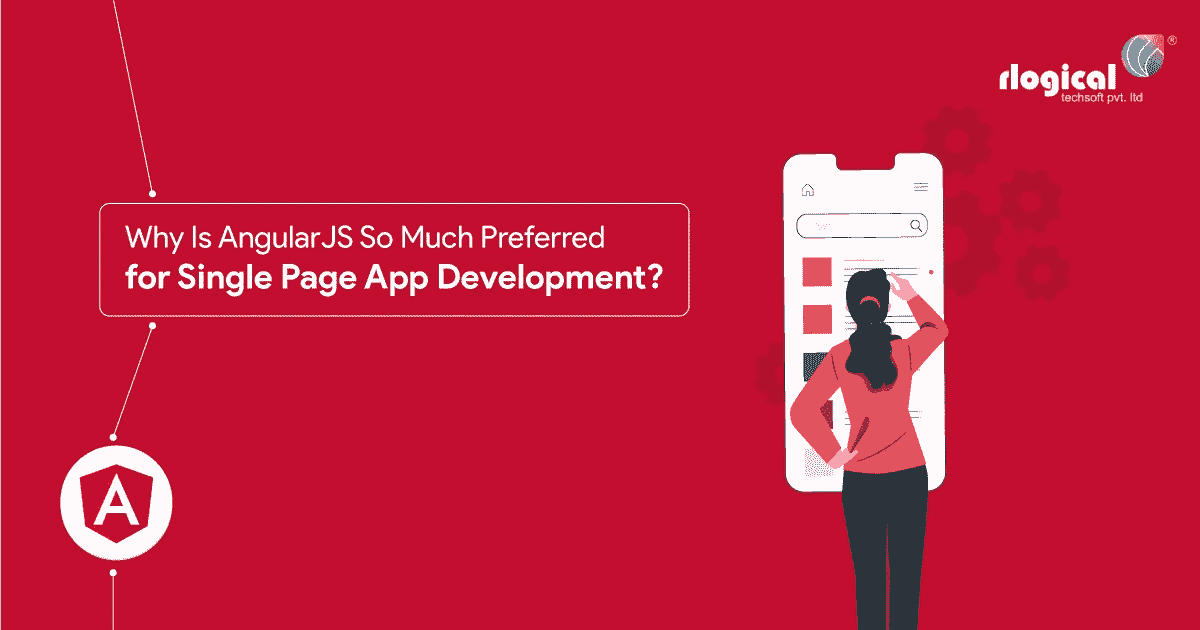 rlogical
®
techsoft pvt. ltd
Why Is AngularJS So Much Preferred
for Single Page App Development?
A